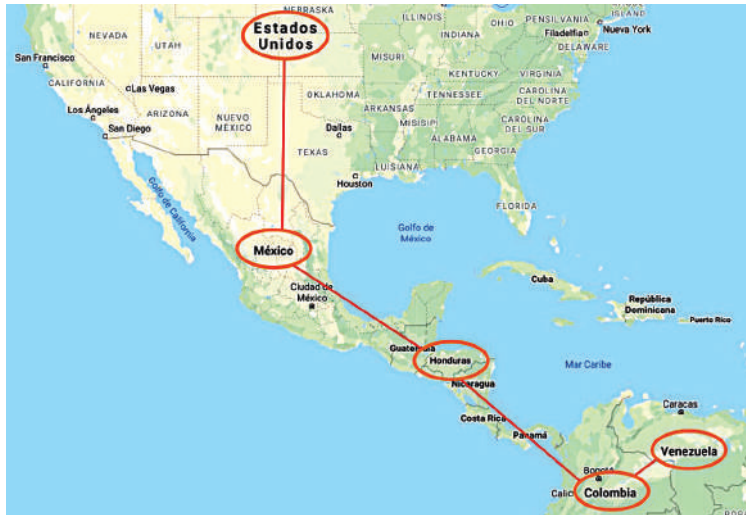 NEBRASKA
ILLINOIS
OHIO
PENSILVANIA
ISLAND
Nueva York
Filadelfia
DELAWARE
NEVADA
UTAH
Estados
Unidos
INDIANA
MISURI
San Francisco
CALIFORNIA
Las Vegas
KENTUCKY
VIRGINIA
OKLAHOMA
TENNESSEE
CAROLINA
DEL NORTE
Los Ángeles
ARIZONA
NUEVO
MÉXICO
ARKANSAS
MISISIP
CAROLINA
DEL SUR
San Diego
Dallas
ALABAMA
GEORGIA
TEXAS
LUISIANA
Houston
FLORIDA
Golfo de California
Golfo de
México
México
Ciudad de
México
Cuba
República
Dominicana
Puerto Rico
Guatemala
Honduras
Mar Caribe
Nicaragua
Caracas
Costa Rica
Panamá
Venezuela
Bogotá
Cali
Colombia